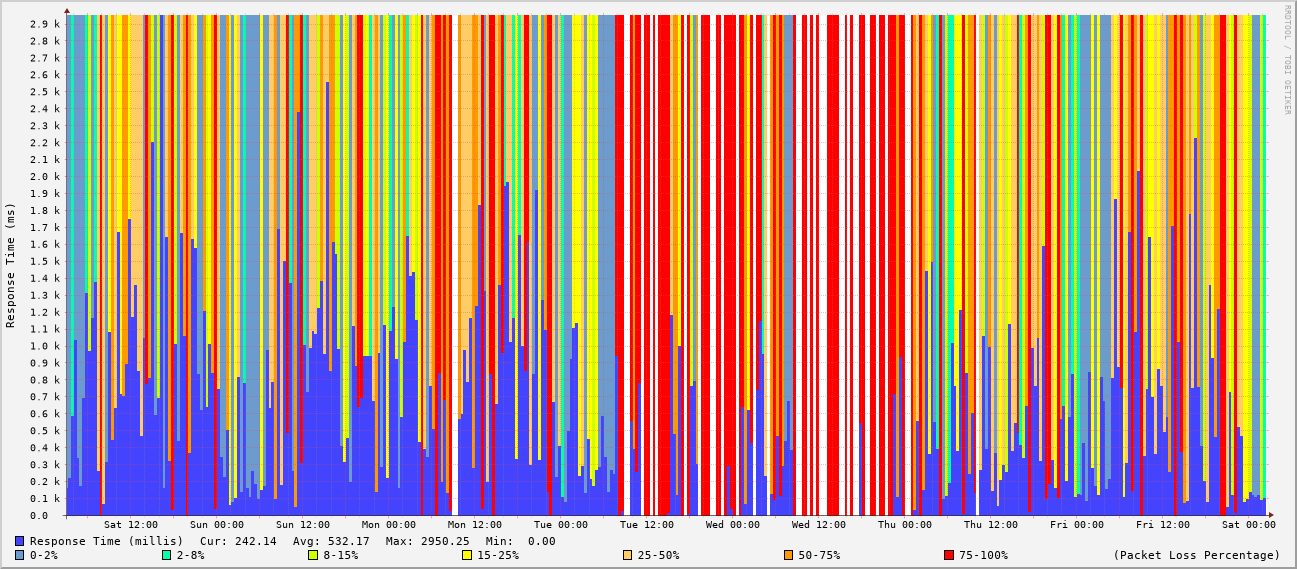 RRDTOOL / TOBI OETIKER
Response Time (ms)
2.9 k
2.8 k
2.7 k
2.6 k
2.5 k
2.4 k
2.3 k
2.2 k
2.1 k
2.0 k
1.9 k
1.8 k
1.7 k
1.6 k
1.5 k
1.4 k
1.3 k
1.2 k
1.1 k
1.0 k
0.9 k
0.8 k
0.7 k
0.6 k
0.5 k
0.4 k
0.3 k
0.2 k
0.1 k
0.0
Sat 12:00 Sun 00:00 Sun 12:00 Mon 00:00 Mon 12:00 Tue 00:00 Tue 12:00 Wed 00:00 Wed 12:00 Thu 00:00 Thu 12:00 Fri 00:00 Fri 12:00 Sat 00:00
Response Time (millis) Cur: 242.14 Avg: 532.17 Max: 2950.25 Min: 0.00
0-2% 2-8% 8-15% 15-25% 25-50% 50-75% 75-100% (Packet Loss Percentage)